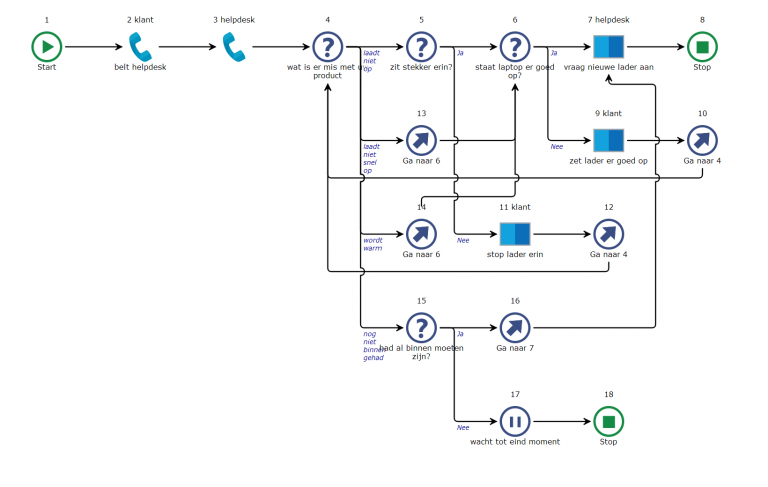 1
2 klant
3 helpdesk
4
5
6
7 helpdesk
8
Start
belt helpdesk
wat is er mis met u
product
laadt
niet
op
zit stekker erin?
Ja
staat laptop er goed
op?
Ja
vraag nieuwe lader aan
Stop
13
9 klant
10
laadt
niet
snel
op
Ga naar 6
Nee
zet lader er goed op
Ga naar 4
14
11 klant
12
wordt
warm
Ga naar 6
Nee
stop lader erin
Ga naar 4
15
16
nog
niet
binnen
gehad
had al binnen moeten
zijn?
Ja
Ga naar 7
17
18
Nee
wacht tot eind moment
Stop